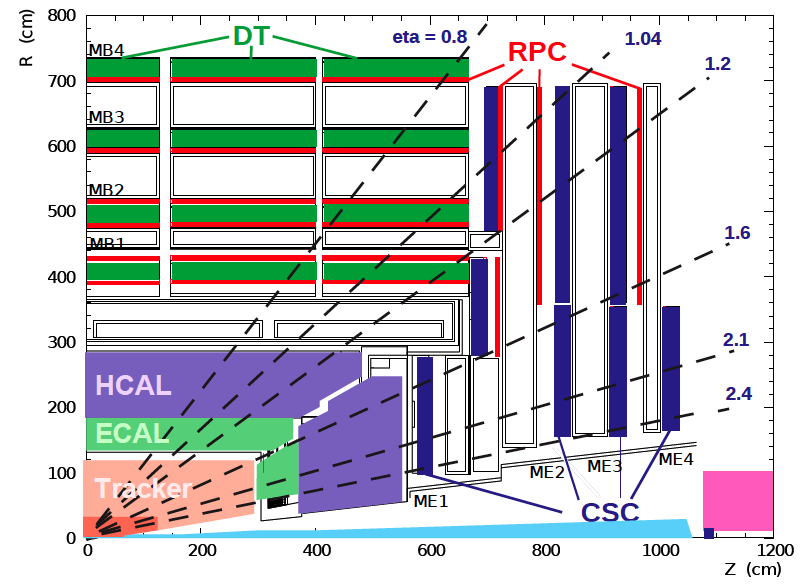 800
R (cm)
MB4
DT
eta = 0.8
RPC
1.04
1.2
700
MB3
600
MB2
500
MB1
1.6
400
300
2.1
HCAL
2.4
200
ECAL
100
Tracker
ME1
ME2
ME3
ME4
CSC
0
0
200
400
600
800
1000
1200
Z (cm)